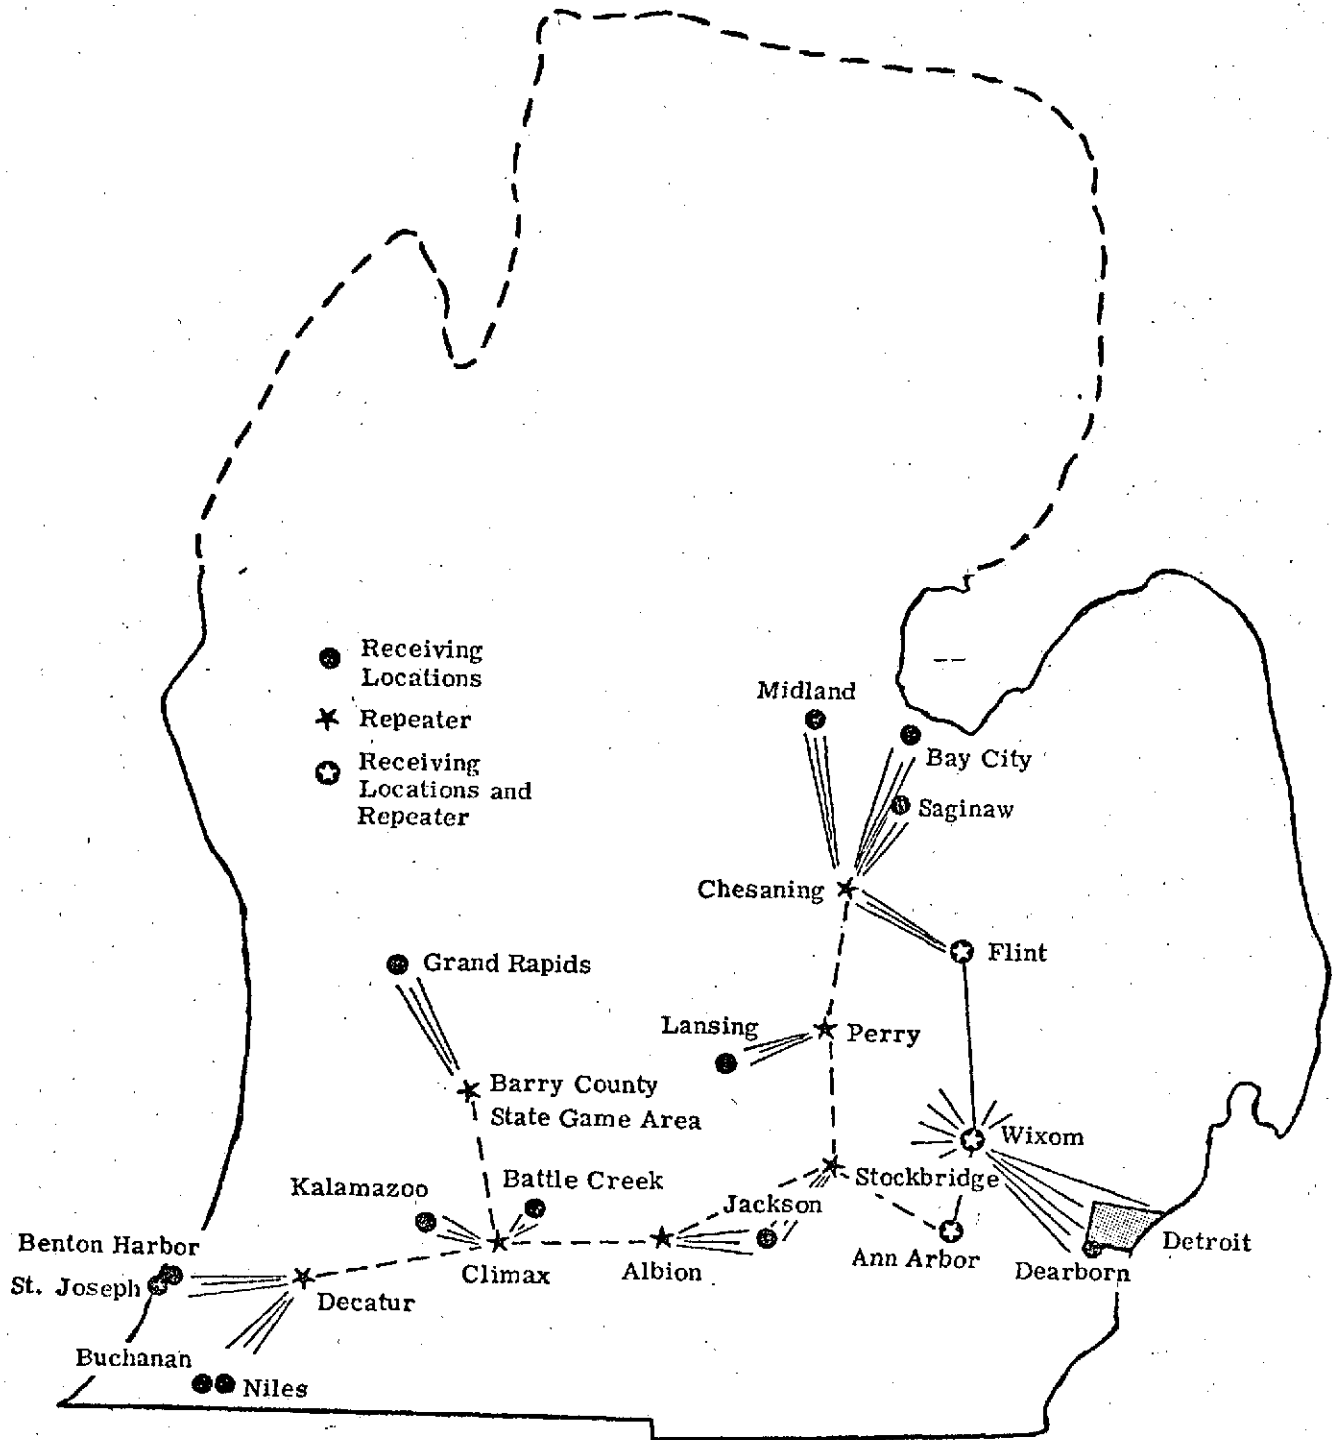 Receiving
Locations
Repeater
Receiving
Locations and
Repeater
Midland
Bay City
Saginaw
Chesaning
Flint
Grand Rapids
Lansing
Perry
Barry County
State Game Area
Wixom
Stockbridge
Battle Creek
Kalamazoo
Jackson
Benton Harbor
St. Joseph
Climax
Albion
Ann Arbor
Detroit
Dearborn
Decatur
Buchanan
Niles